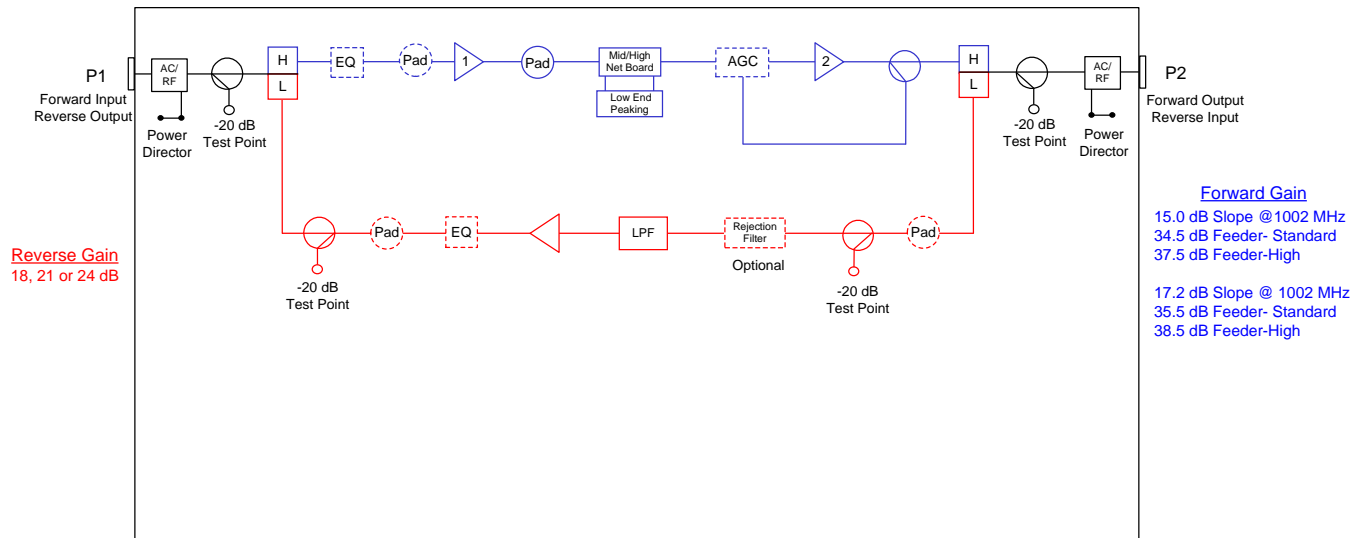 P1
Forward Input
Reverse Output
AC/
RF
Power
Director
-20 dB
Test Point
H
L
EQ
Pad
1
Pad
Mid/High
Net Board
Low End
Peaking
AGC
2
H
L
-20 dB
Test Point
AC/
RF
Power
Director
P2
Forward Output
Reverse Input
Reverse Gain
18, 21 or 24 dB
-20 dB
Test Point
Pad
EQ
LPF
Rejection
Filter
Optional
-20 dB
Test Point
Pad
Forward Gain
15.0 dB Slope @1002 MHz
34.5 dB Feeder- Standard
37.5 dB Feeder-High
17.2 dB Slope @ 1002 MHz
35.5 dB Feeder- Standard
38.5 dB Feeder-High